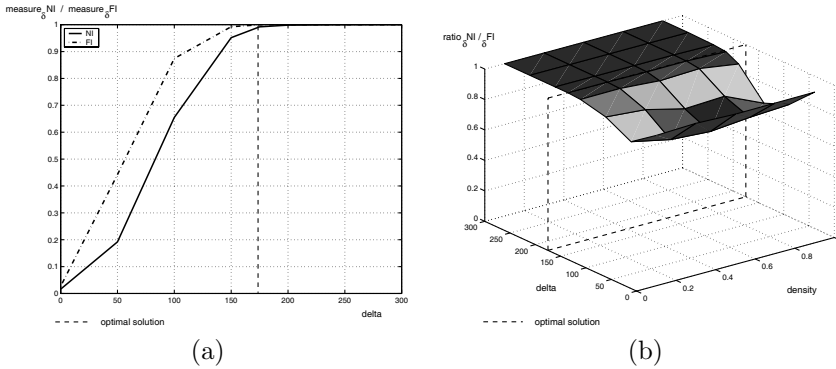 measure_δNI / measure_δFI
1
0.9
0.8
0.7
0.6
0.5
0.4
0.3
0.2
0.1
0
NI
FI
0 50 100 150 200 250 300
delta
optimal solution
(a)
ratio_δNI / _δFI
1
0.8
0.6
0.4
0.2
0
300
250
200
150
100
50
0
delta
0
0.2
0.4
0.6
0.8
density
optimal solution
(b)